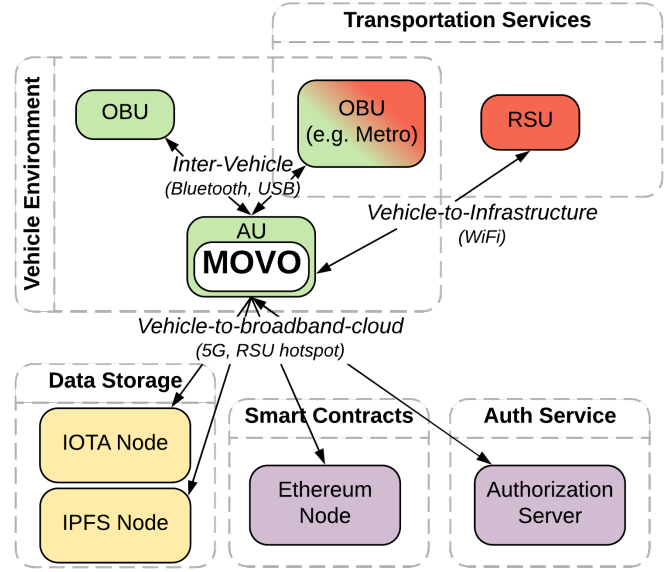 Transportation Services
Vehicle Environment
OBU
OBU
(e.g. Metro)
RSU
Inter-Vehicle
(Bluetooth, USB)
Vehicle-to-Infrastructure
(WiFi)
AU
MOVO
Vehicle-to-broadband-cloud
(5G, RSU hotspot)
Data Storage
IOTA Node
IPFS Node
Smart Contracts
Ethereum
Node
Auth Service
Authorization
Server